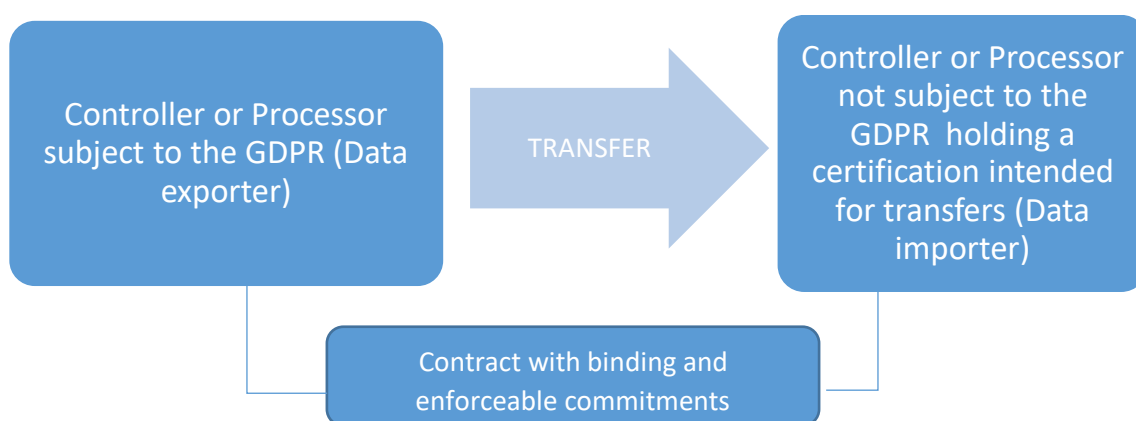 Controller or Processor
subject to the GDPR (Data
exporter)
TRANSFER
Controller or Processor
not subject to the
GDPR holding a
certification intended
for transfers (Data
importer)
Contract with binding and
enforceable commitments